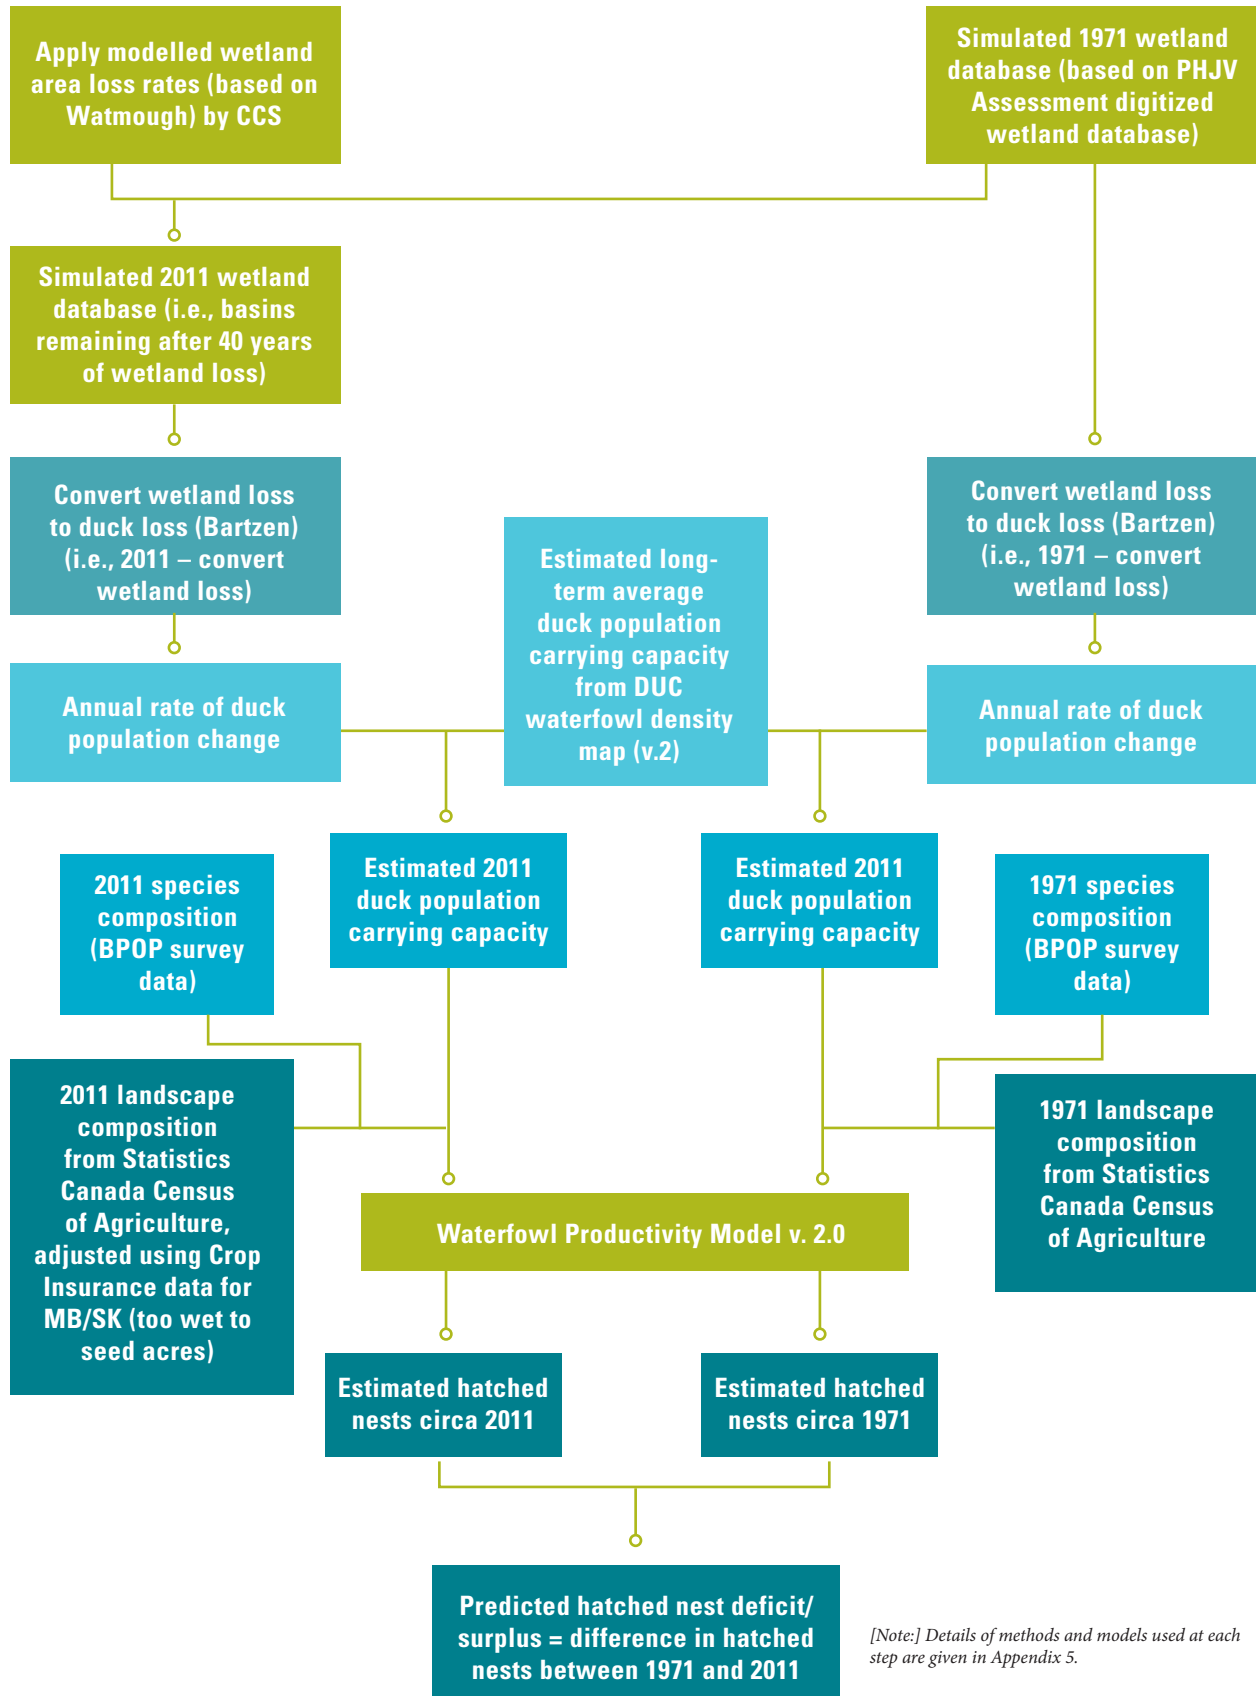 Apply modelled wetland
area loss rates (based on
Watmough) by CCS
Simulated 1971 wetland
database (based on PHJV
Assessment digitized
wetland database)
Simulated 2011 wetland
database (i.e., basins
remaining after 40 years
of wetland loss)
Convert wetland loss
to duck loss (Bartzen)
(i.e., 2011 – convert
wetland loss)
Estimated long-
term average
duck population
carrying capacity
from DUC
waterfowl density
map (v.2)
Convert wetland loss
to duck loss (Bartzen)
(i.e., 1971 – convert
wetland loss)
Annual rate of duck
population change
Annual rate of duck
population change
2011 species
composition
(BPOP survey
data)
Estimated 2011
duck population
carrying capacity
Estimated 2011
duck population
carrying capacity
1971 species
composition
(BPOP survey
data)
2011 landscape
composition
from Statistics
Canada Census
of Agriculture,
adjusted using Crop
Insurance data for
MB/SK (too wet to
seed acres)
1971 landscape
composition
from Statistics
Canada Census
of Agriculture
Waterfowl Productivity Model v. 2.0
Estimated hatched
nests circa 2011
Estimated hatched
nests circa 1971
Predicted hatched nest deficit/
surplus = difference in hatched
nests between 1971 and 2011
[Note:] Details of methods and models used at each
step are given in Appendix 5.